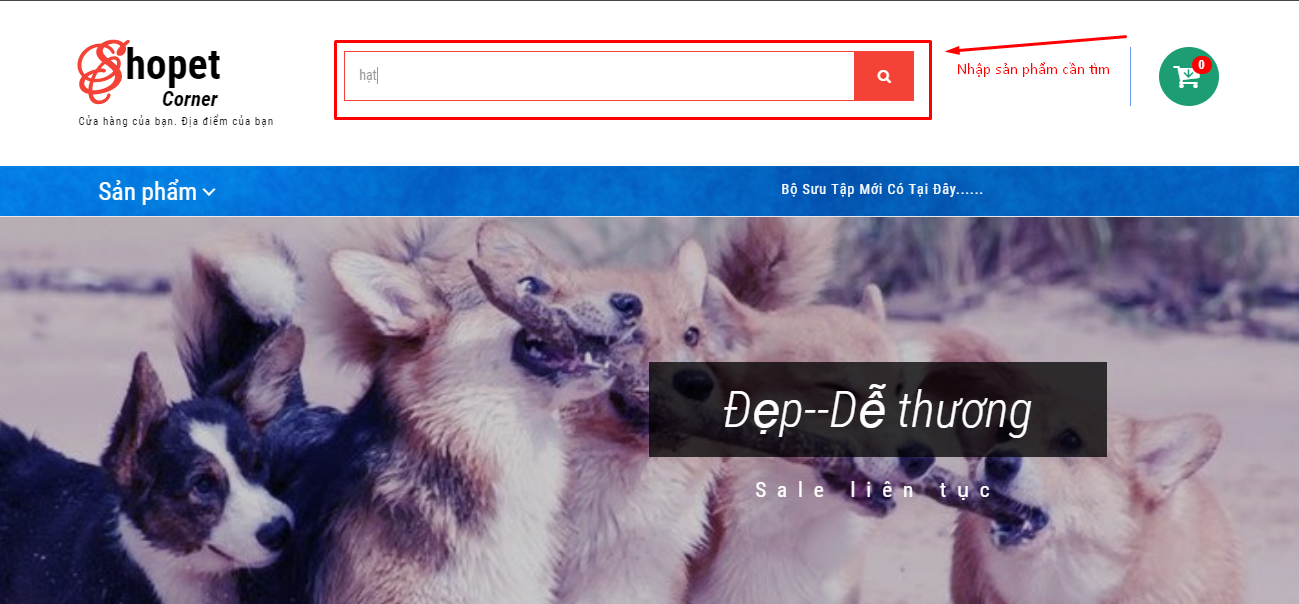 Shopet
Corner
Cửa hàng của bạn. Địa điểm của bạn
hạt
Nhập sản phẩm cần tìm
0
Sản phẩm
Bộ Sưu Tập Mới Có Tại Đây......
Đẹp--Dễ thương
Sale liên tục